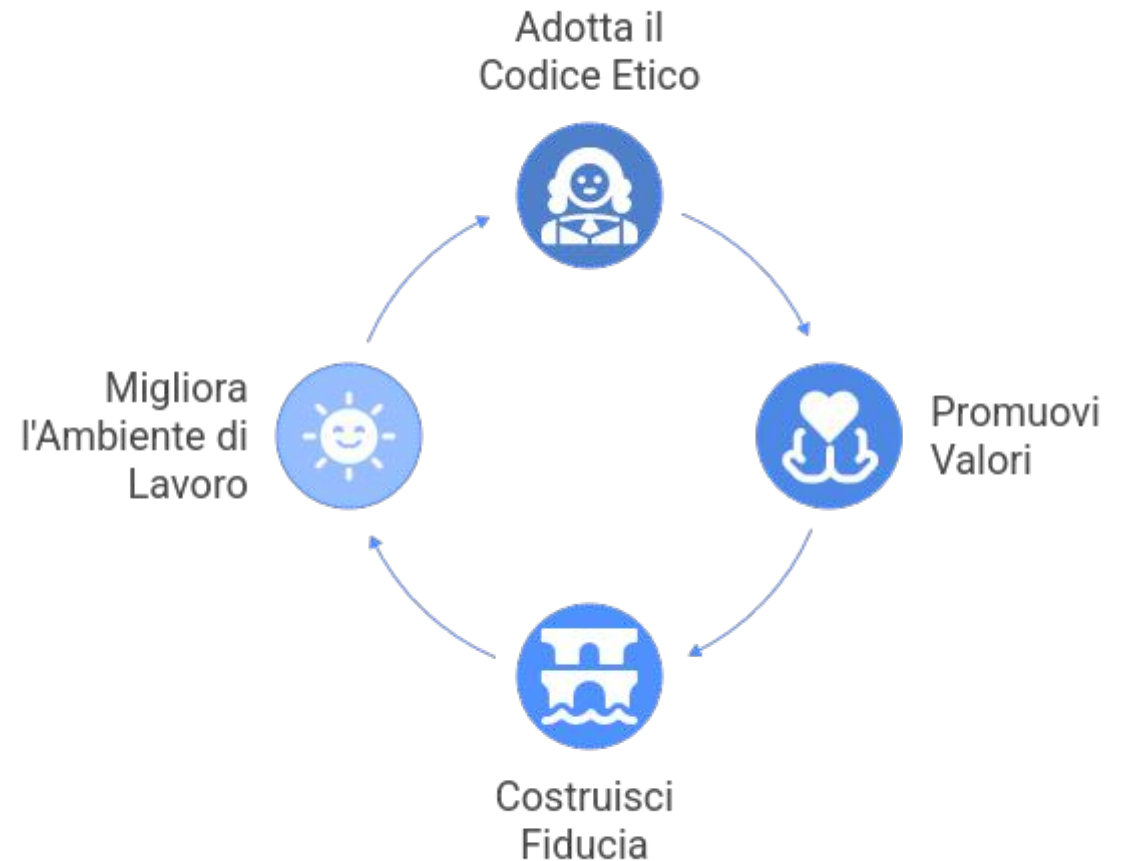 Adotta il
Codice Etico
Migliora
l'Ambiente di
Lavoro
Promuovi
Valori
Costruisci
Fiducia